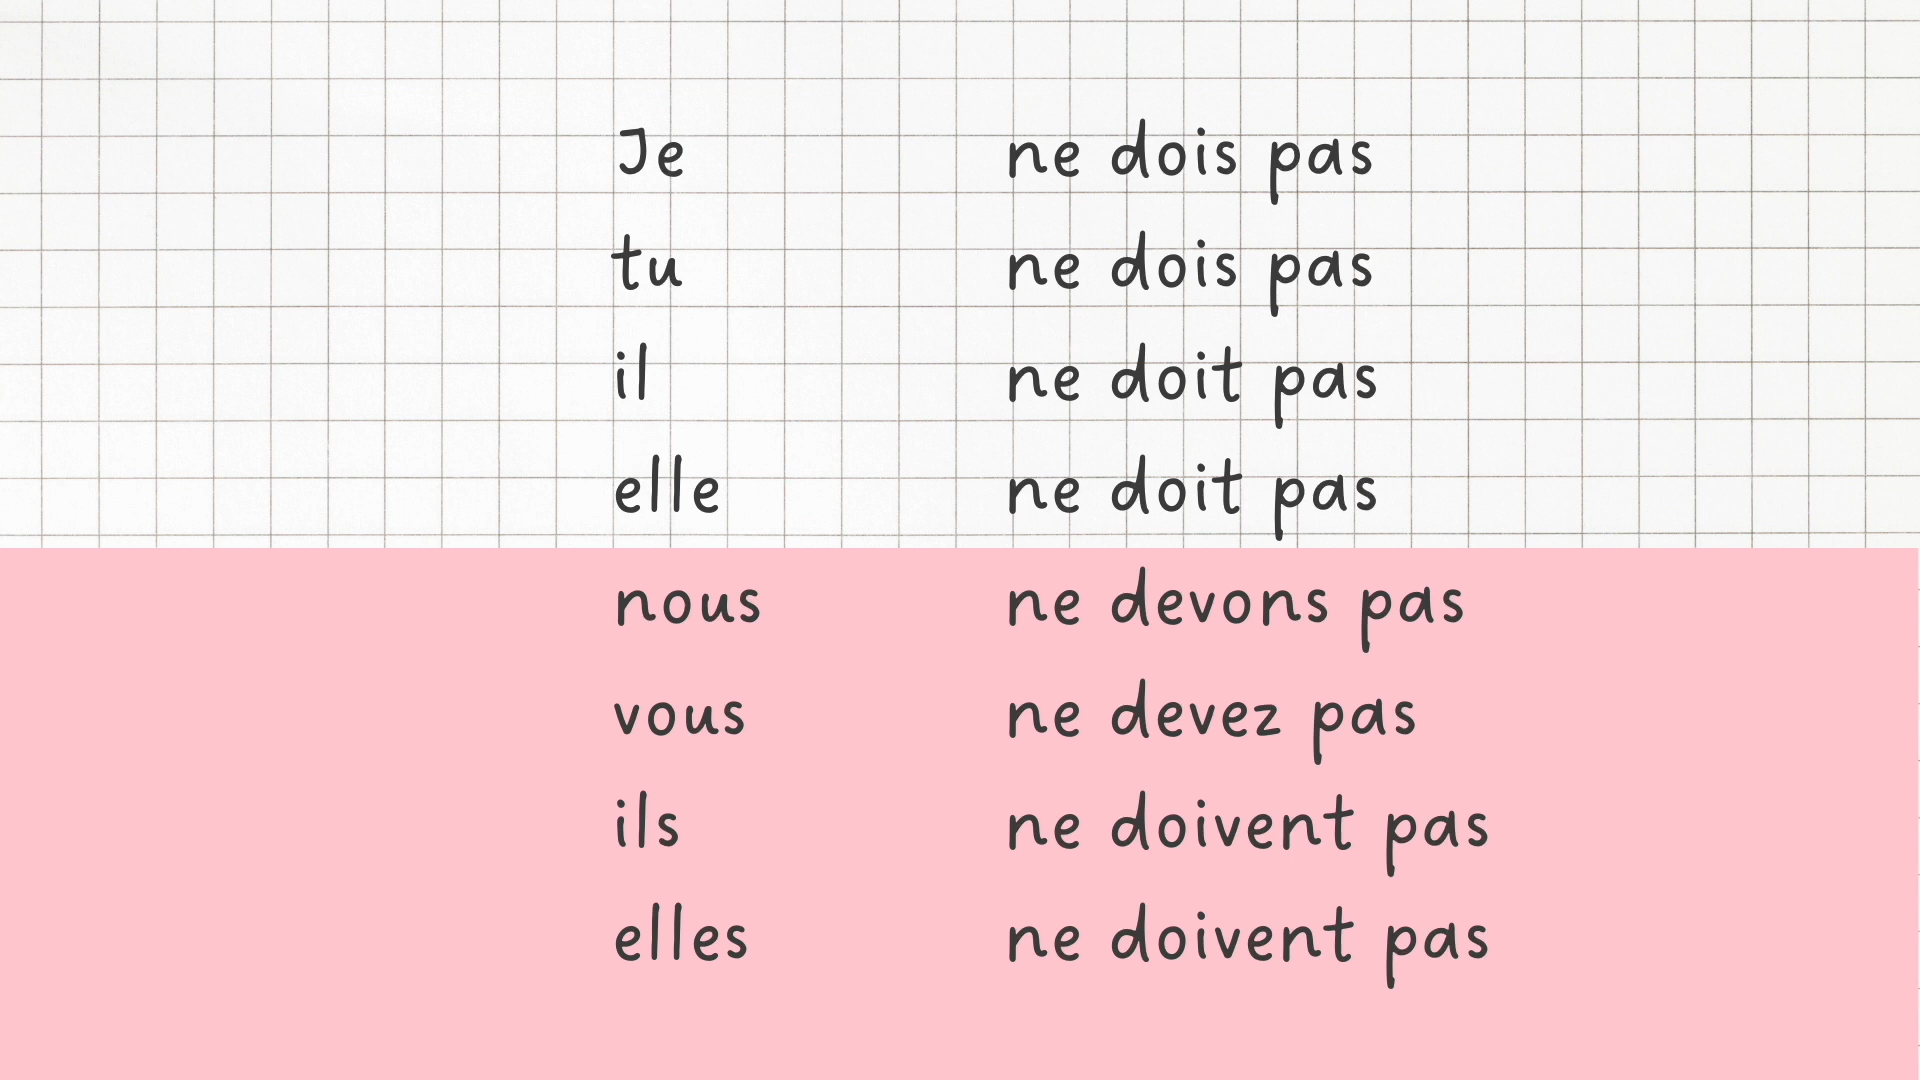 Je ne dois pas
tu ne dois pas
il ne doit pas
elle ne doit pas
nous ne devons pas
vous ne devez pas
ils ne doivent pas
elles ne doivent pas